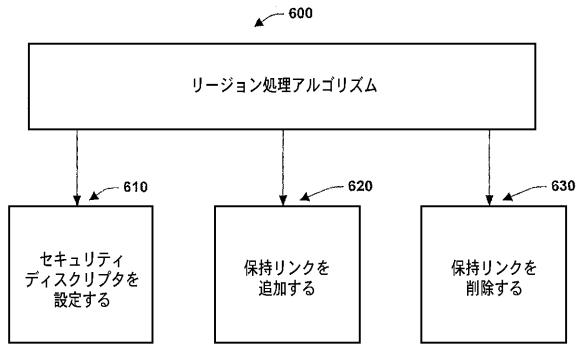 600
リージョン処理アルゴリズム
610
セキュリティ
ディスクリプタを
設定する
620
保持リンクを
追加する
630
保持リンクを
削除する